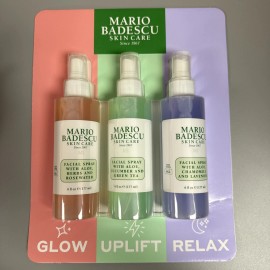 MARIO
BADESCU
SKIN CARE
Since 1967
MARIO
BADESCU
SKIN CARE
FACIAL SPRAY
WITH ALOE,
HERBS AND
ROSEWATER
MARIO
BADESCU
SKIN CARE
FACIAL SPRAY
WITH ALOE,
CUCUMBER AND
GREEN TEA
MARIO
BADESCU
SKIN CARE
FACIAL SPRAY
WITH ALOE,
CHAMOMILE
AND LAVENDER
GLOW
UPLIFT
RELAX